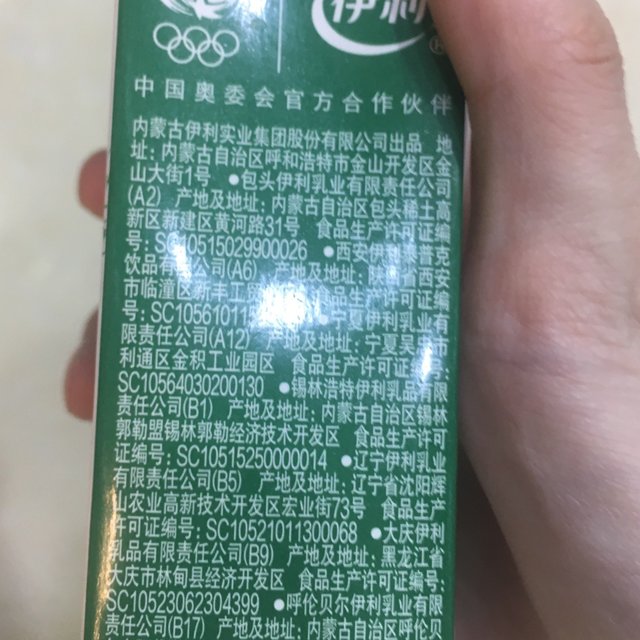 伊利
中国奥委会官方合作伙伴
内蒙古伊利实业集团股份有限公司出品 地
址：内蒙古自治区呼和浩特市金山开发区金
山大街1号 ●包头伊利乳业有限责任公司
(A2) 产地及地址：内蒙古自治区包头稀土高
新区新建区黄河路31号 食品生产许可证编
号：SC10515029900026 ●西安伊利泰普克
饮品有限公司(A6) 产地及地址：陕西省西安
市临潼区新丰工 食品生产许可证编
号：SC1056101 ●宁夏伊利乳业有
限责任公司(A12) 产地及地址：宁夏吴忠市
利通区金积工业园区 食品生产许可证编号：
SC10564030200130 ●锡林浩特伊利乳品有限
责任公司(B1) 产地及地址：内蒙古自治区锡林
郭勒盟锡林郭勒经济技术开发区 食品生产许可
证编号：SC10515250000014 ●辽宁伊利乳业
有限责任公司(B5) 产地及地址：辽宁省沈阳辉
山农业高新技术开发区宏业街73号 食品生产
许可证编号：SC10521011300068 ●大庆伊利
乳品有限责任公司(B9) 产地及地址：黑龙江省
大庆市林甸县经济开发区 食品生产许可证编号：
SC10523062304399 ●呼伦贝尔伊利乳业有限
责任公司(B17) 产地及地址：内蒙古自治区呼伦贝